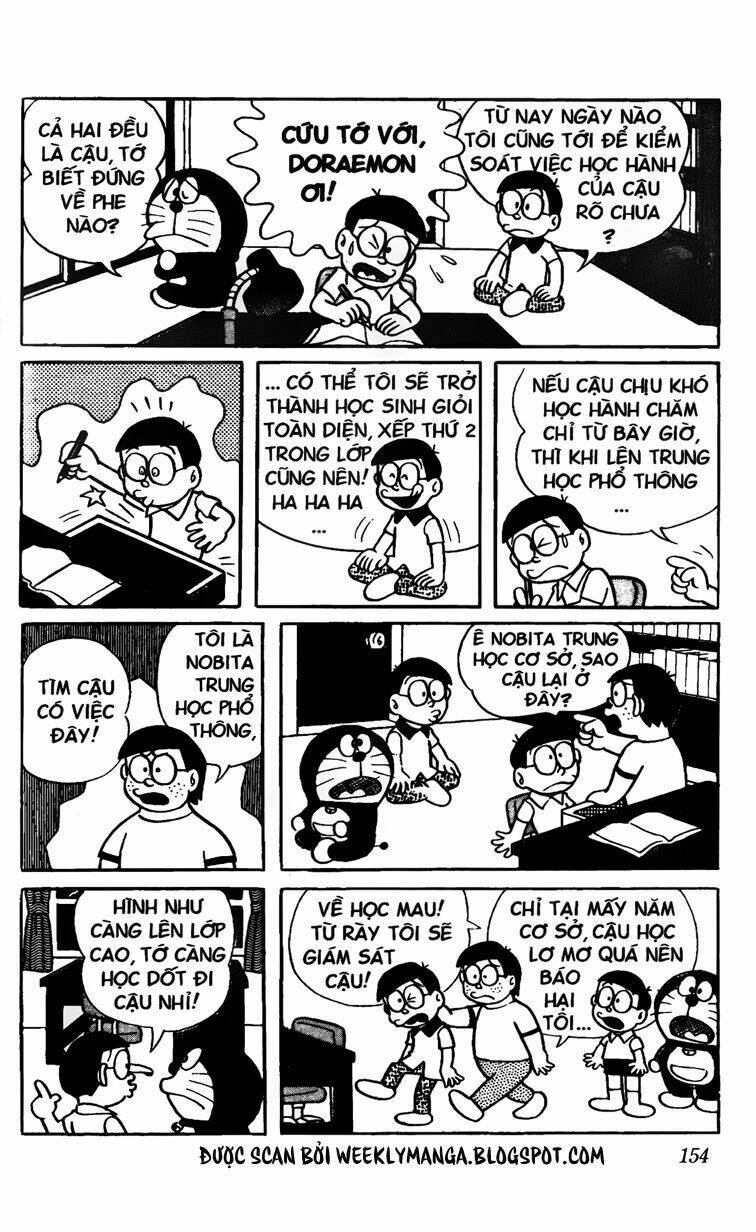 TỪ NAY NGÀY NÀO
TÔI CŨNG TỚI ĐỂ KIỂM
SOÁT VIỆC HỌC HÀNH
CỦA CẬU
RÕ CHƯA
?
CỨU TỚ VỚI,
DORAEMON
ƠI!
CẢ HAI ĐỀU
LÀ CẬU, TỚ
BIẾT ĐỨNG
VỀ PHE
NÀO?
NẾU CẬU CHỊU KHÓ
HỌC HÀNH CHĂM
CHỈ TỪ BÂY GIỜ,
THÌ KHI LÊN TRUNG
HỌC PHỔ THÔNG
...
... CÓ THỂ TÔI SẼ TRỞ
THÀNH HỌC SINH GIỎI
TOÀN DIỆN, XẾP THỨ 2
TRONG LỚP
CŨNG NÊN!
HA HA HA
...
Ê NOBITA TRUNG
HỌC CƠ SỞ, SAO
CẬU LẠI Ở
ĐÂY?
TÔI LÀ
NOBITA
TRUNG
HỌC PHỔ
THÔNG,
TÌM CẬU
CÓ VIỆC
ĐÂY!
CHỈ TẠI MẤY NĂM
CƠ SỞ, CẬU HỌC
LƠ MƠ QUÁ NÊN
BÁO
HẠI
TÔI...
VỀ HỌC MAU!
TỪ RÀY TÔI SẼ
GIÁM SÁT
CẬU!
HÌNH NHƯ
CÀNG LÊN LỚP
CAO, TỚ CÀNG
HỌC DỐT ĐI
CẬU NHỈ!
ĐƯỢC SCAN BỞI WEEKLYMANGA.BLOGSPOT.COM
154